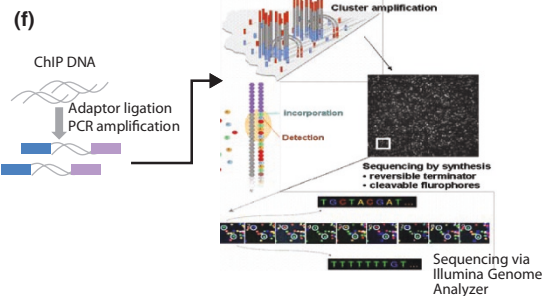 (f)
Cluster amplification
ChIP DNA
Adaptor ligation
PCR amplification
Incorporation
Detection
Sequencing by synthesis
• reversible terminator
• cleavable flurophores
TGCTACGAT...
TTTTTTTGT...
Sequencing via
Illumina Genome
Analyzer